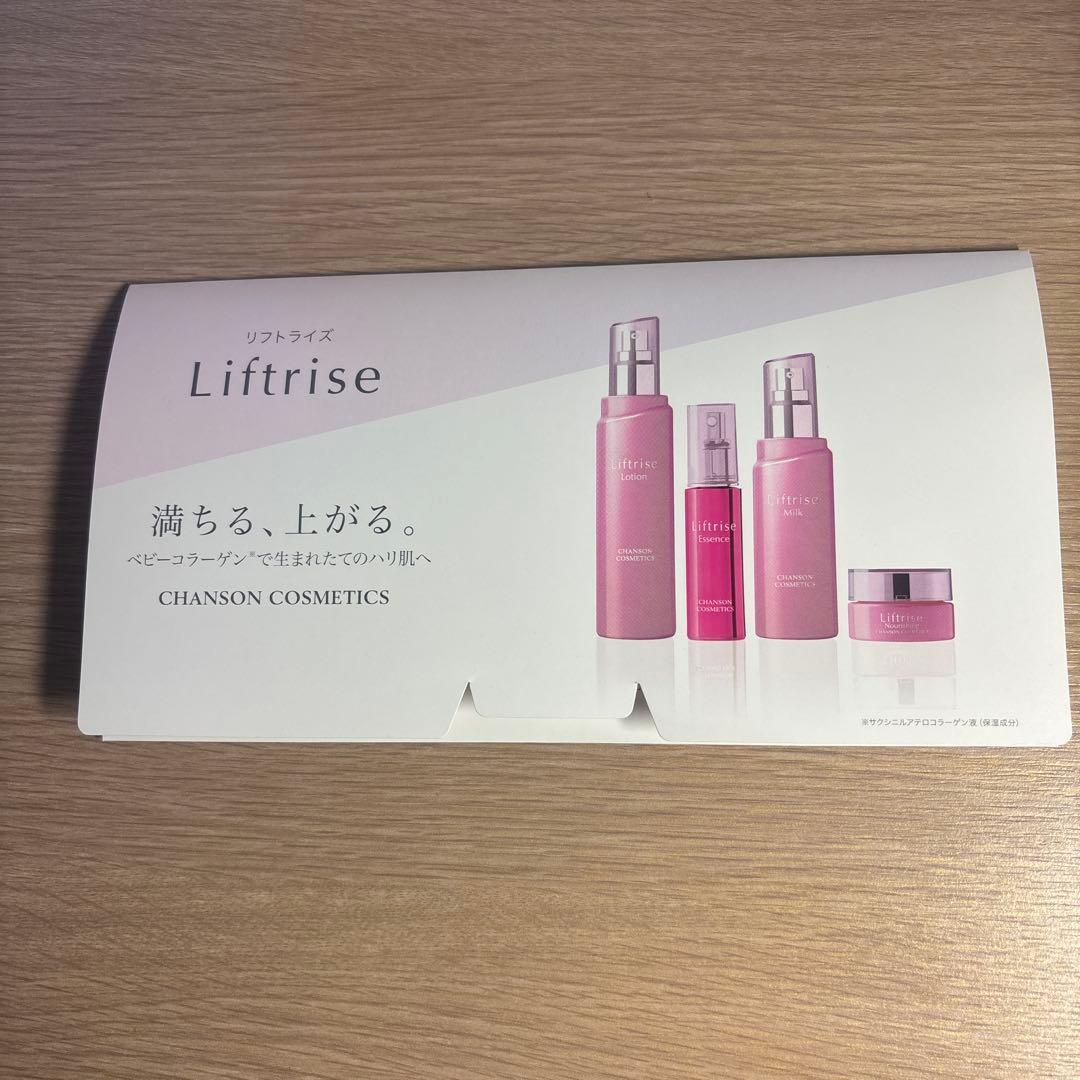 リフトライズ
Liftrise
満ちる、上がる。
ベビーコラーゲン※で生まれたてのハリ肌へ
CHANSON COSMETICS
Liftrise
Lotion
CHANSON
COSMETICS
Liftrise
Essence
CHANSON
COSMETICS
Liftrise
Milk
CHANSON
COSMETICS
Liftrise
Nourishing
CHANSON COSMETICS
※サクシニルアテロコラーゲン液（保湿成分）